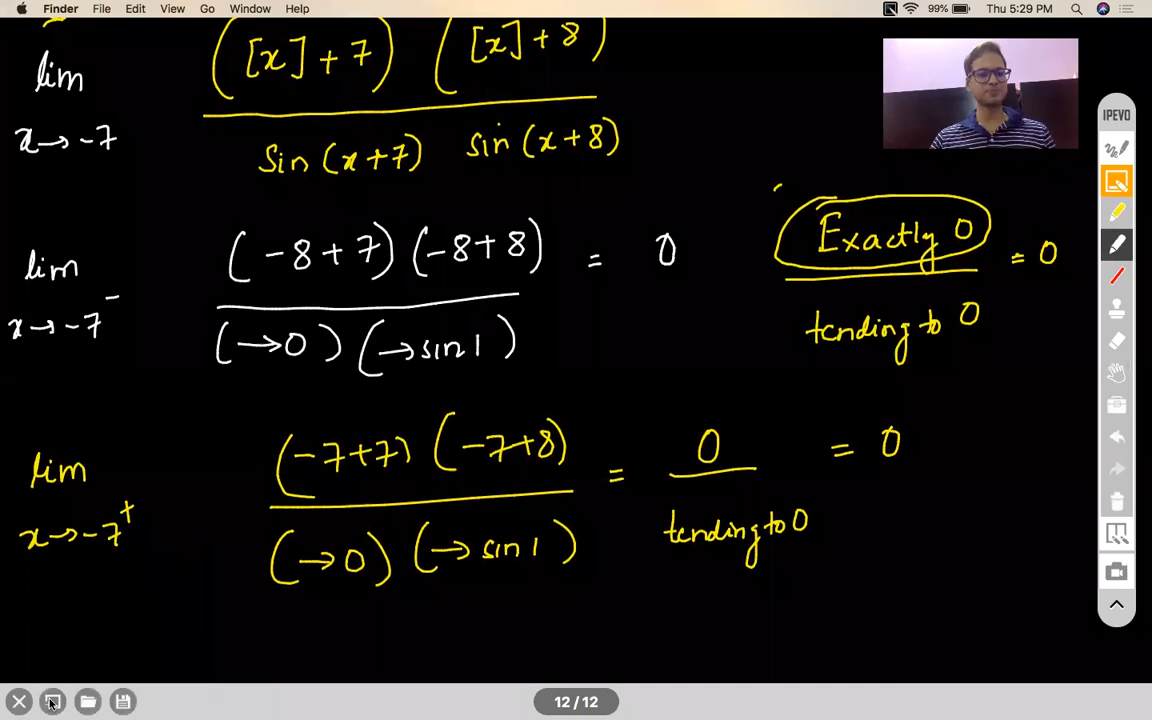 Finder File Edit View Go Window Help 99% Thu 5:29 PM
IPEVO
lim x→-7 ([x]+7) ([x]+8) / sin(x+7) sin(x+8)
lim x→-7⁻ (-8+7)(-8+8) / (→0)(→sin1) = 0
Exactly 0 / tending to 0 = 0
lim x→-7⁺ (-7+7)(-7+8) / (→0)(→sin1) = 0 / tending to 0 = 0
12/12